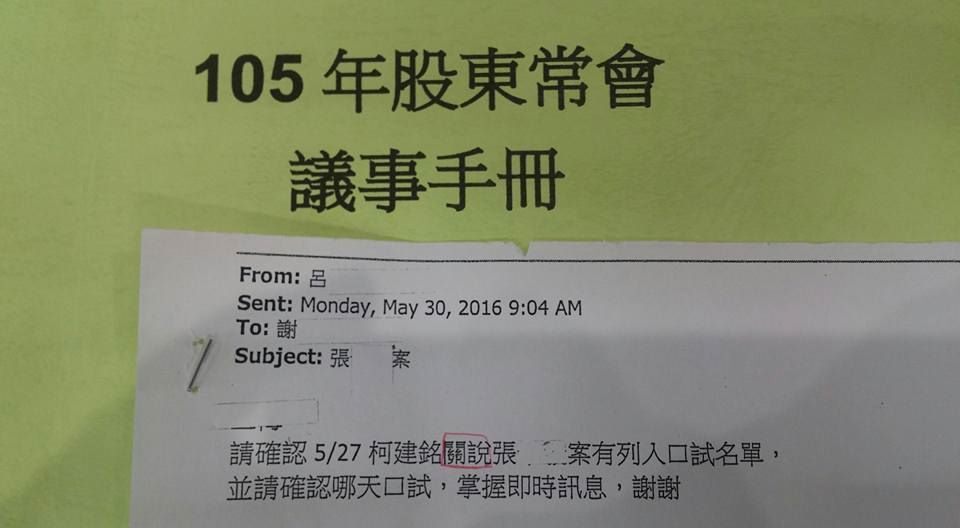 105 年股東常會
議事手冊
From: 呂
Sent: Monday, May 30, 2016 9:04 AM
To: 謝
Subject: 張 案
請確認 5/27 柯建銘關說張 案有列入口試名單，
並請確認哪天口試，掌握即時訊息，謝謝